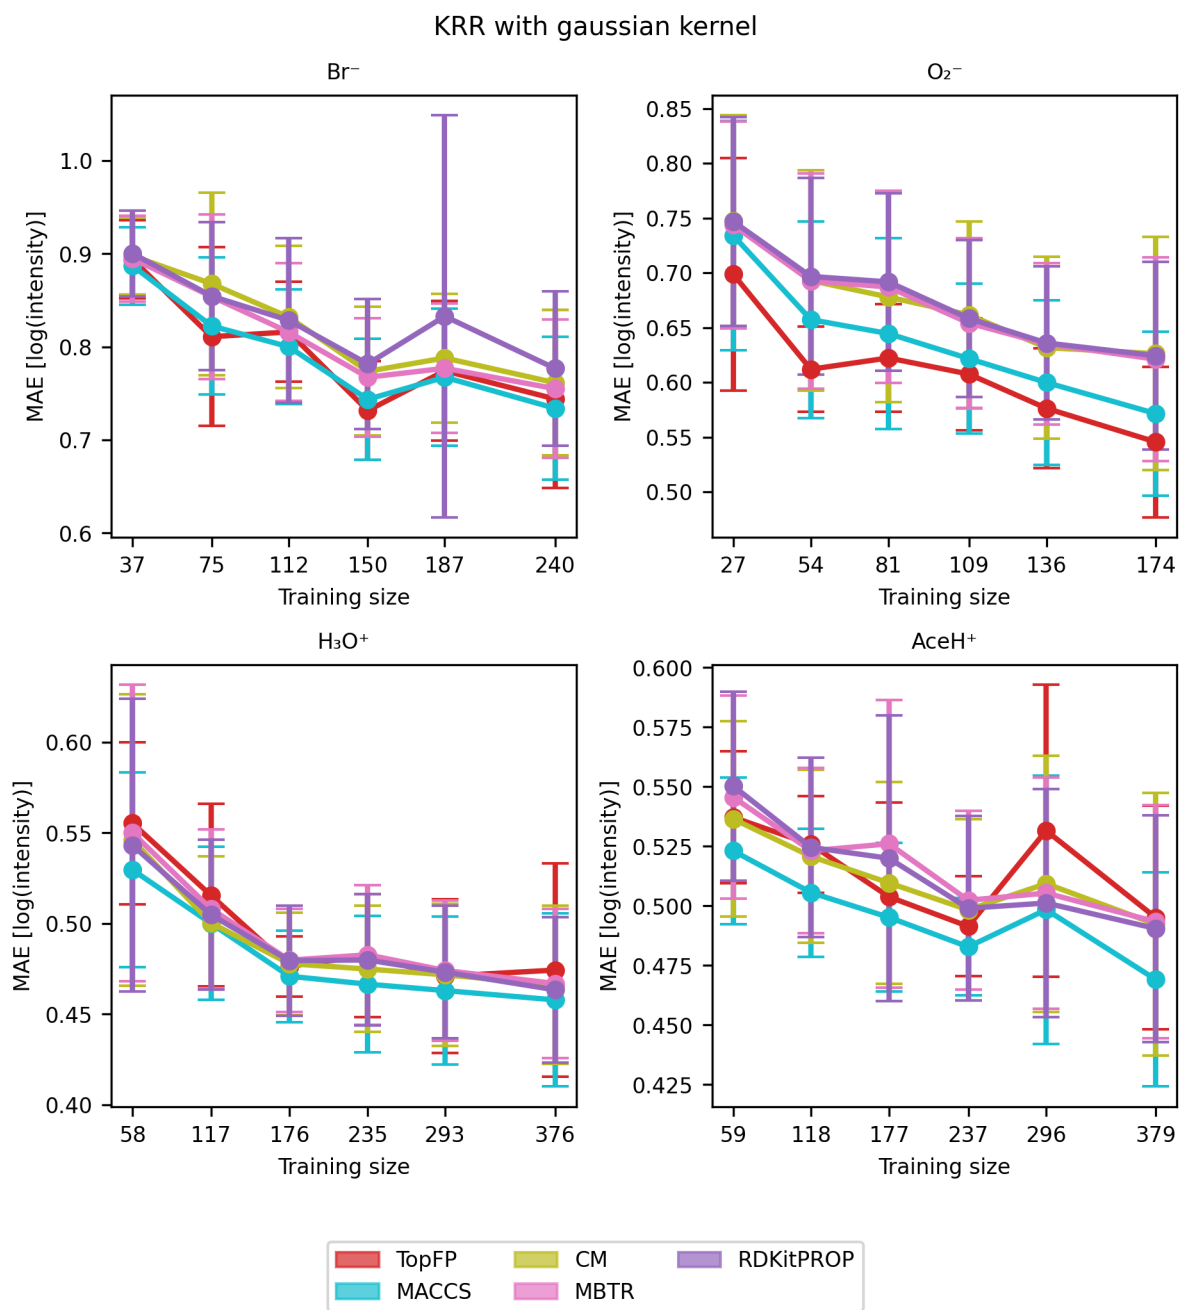 KRR with gaussian kernel
Br⁻
MAE [log(intensity)]
1.0
0.9
0.8
0.7
0.6
37 75 112 150 187 240
Training size
O₂⁻
MAE [log(intensity)]
0.85
0.80
0.75
0.70
0.65
0.60
0.55
0.50
27 54 81 109 136 174
Training size
H₃O⁺
MAE [log(intensity)]
0.60
0.55
0.50
0.45
0.40
58 117 176 235 293 376
Training size
AceH⁺
MAE [log(intensity)]
0.600
0.575
0.550
0.525
0.500
0.475
0.450
0.425
59 118 177 237 296 379
Training size
TopFP CM RDKitPROP
MACCS MBTR